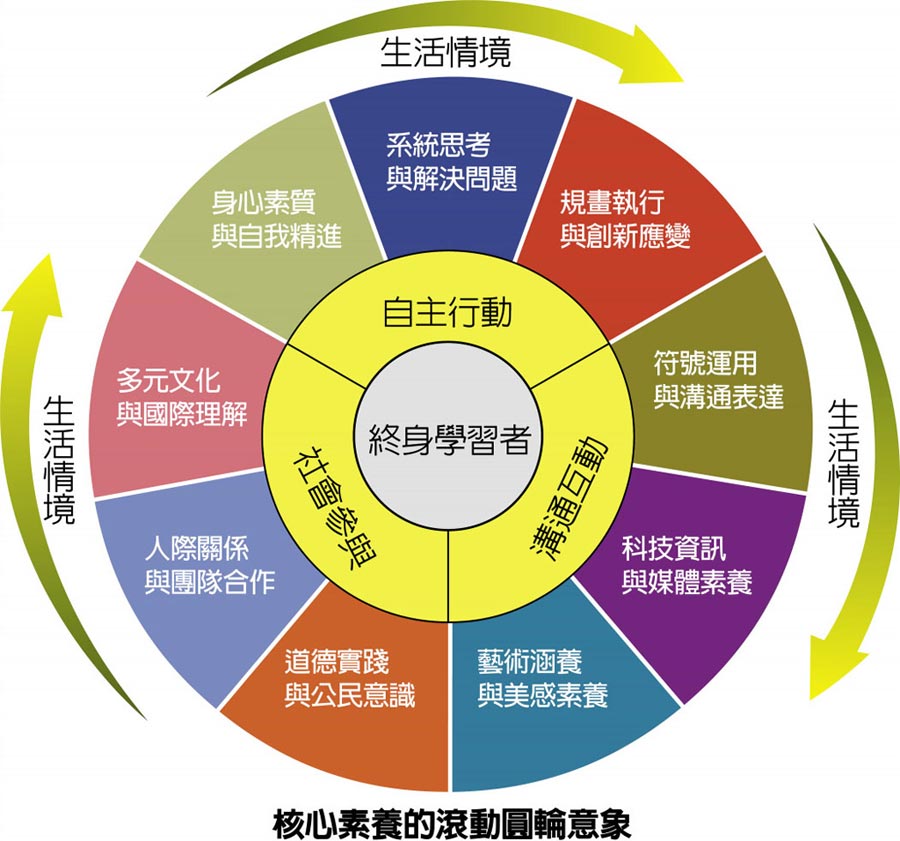 生活情境
系統思考
與解決問題
規畫執行
與創新應變
符號運用
與溝通表達
科技資訊
與媒體素養
藝術涵養
與美感素養
道德實踐
與公民意識
人際關係
與團隊合作
多元文化
與國際理解
身心素質
與自我精進
自主行動
溝通互動
社會參與
終身學習者
生活情境
生活情境
核心素養的滾動圓輪意象